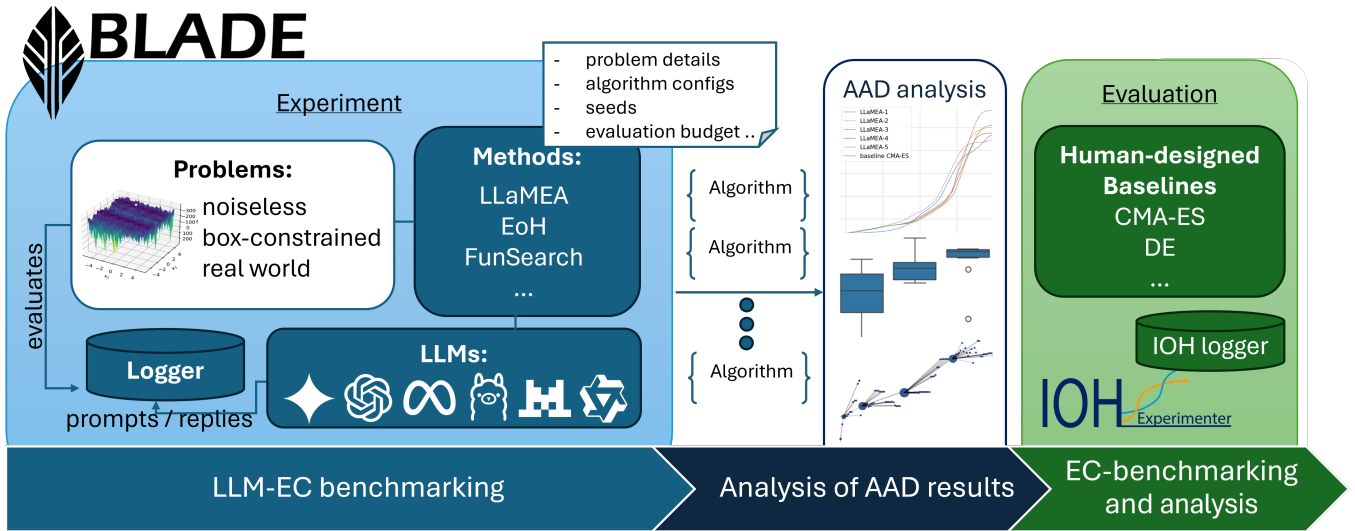 BLADE
Experiment
- problem details
- algorithm configs
- seeds
- evaluation budget ..
Problems:
noiseless
box-constrained
real world
Methods:
LLaMEA
EoH
FunSearch
...
evaluates
Logger
prompts / replies
LLMs:
{ Algorithm }
{ Algorithm }
{ Algorithm }
AAD analysis
LLaMEA-1
LLaMEA-2
LLaMEA-3
LLaMEA-4
LLaMEA-5
baseline CMA-ES
Evaluation
Human-designed
Baselines
CMA-ES
DE
...
IOH logger
IOH
Experimenter
LLM-EC benchmarking
Analysis of AAD results
EC-benchmarking
and analysis